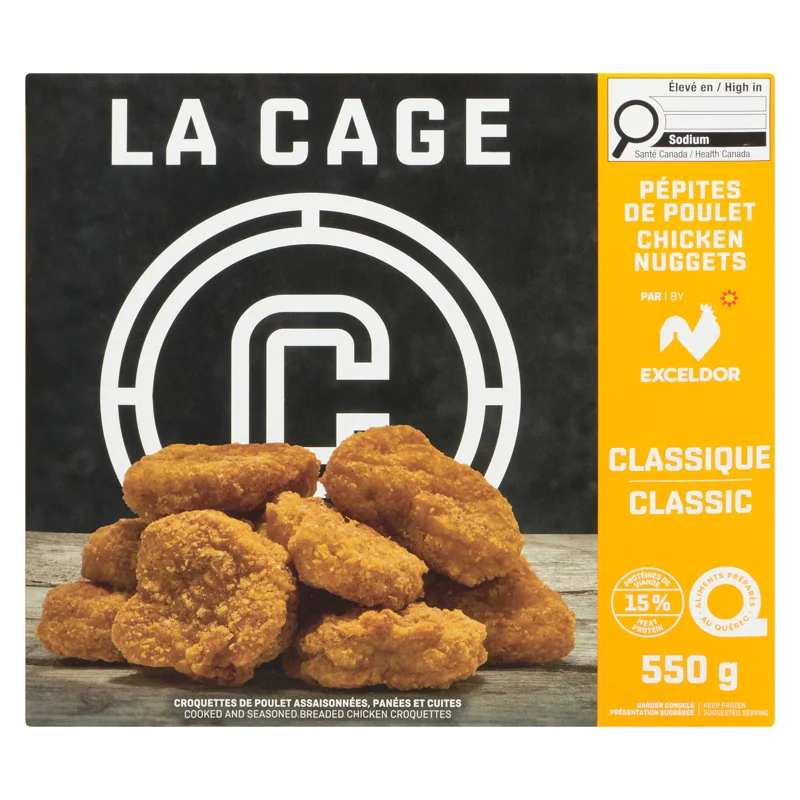 LA CAGE
C
CROQUETTES DE POULET ASSAISONNÉES, PANÉES ET CUITES
COOKED AND SEASONED BREADED CHICKEN CROQUETTES
Élevé en / High in
Sodium
Santé Canada / Health Canada
PÉPITES
DE POULET
CHICKEN
NUGGETS
PAR | BY
EXCELDOR
CLASSIQUE
CLASSIC
PROTÉINES DE
VIANDE
15%
MEAT
PROTEIN
ALIMENTS PRÉPARÉS
AU QUÉBEC
550 g
GARDER CONGELÉ | KEEP FROZEN
PRÉSENTATION SUGGÉRÉE | SUGGESTED SERVING